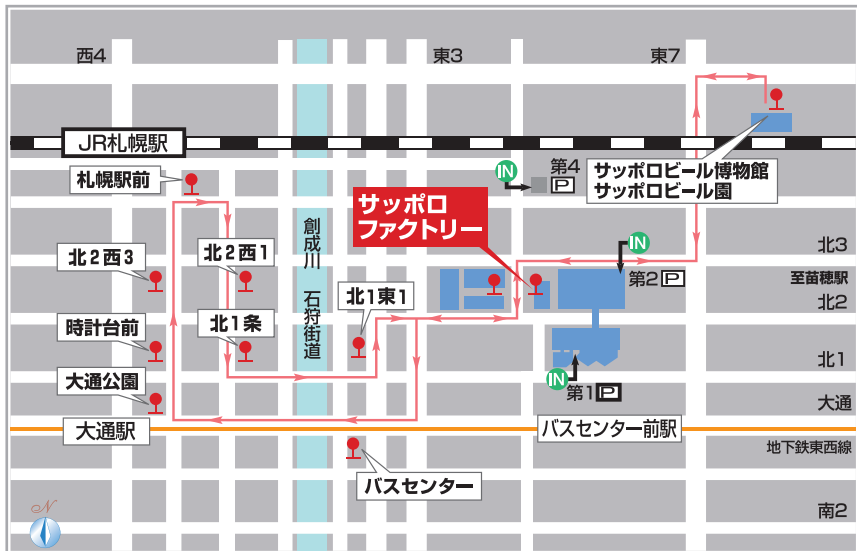 西4
東3
東7
JR札幌駅
札幌駅前
IN
第4
P
サッポロビール博物館
サッポロビール園
サッポロ
ファクトリー
創成川 石狩街道
北2西3
北2西1
IN
北3
第2P
至苗穂駅
北1東1
北2
時計台前
北1条
北1
大通公園
IN
第1P
大通
大通駅
バスセンター前駅
地下鉄東西線
バスセンター
N
南2